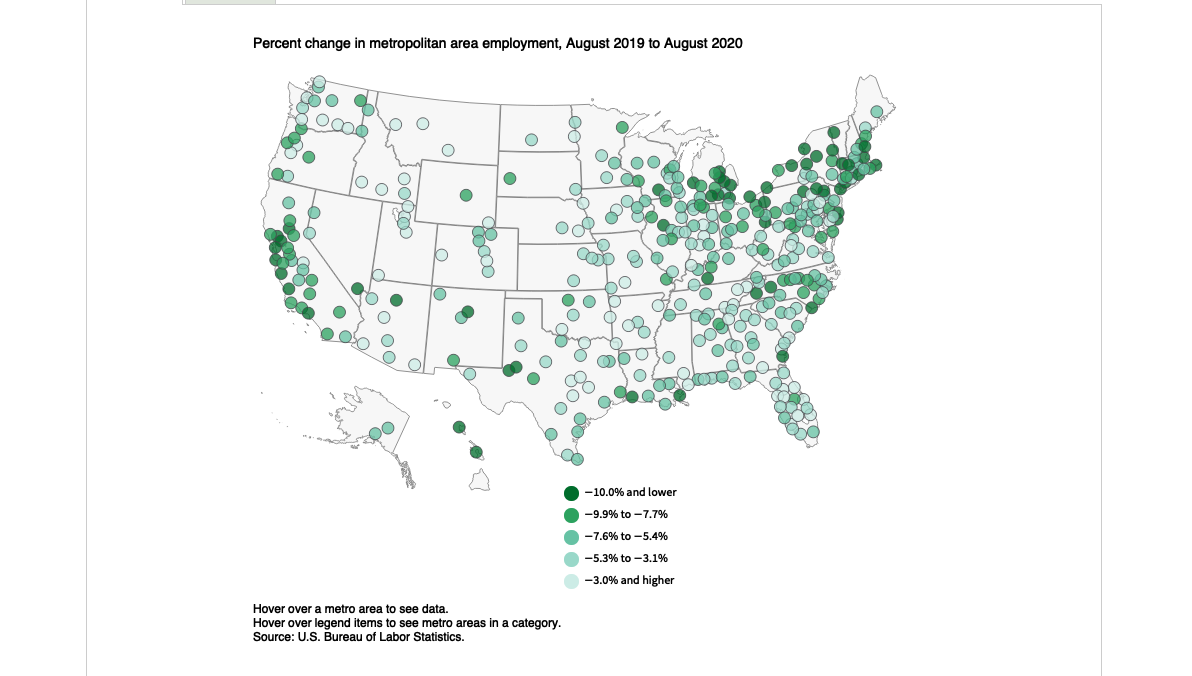 Percent change in metropolitan area employment, August 2019 to August 2020
−10.0% and lower
−9.9% to −7.7%
−7.6% to −5.4%
−5.3% to −3.1%
−3.0% and higher
Hover over a metro area to see data.
Hover over legend items to see metro areas in a category.
Source: U.S. Bureau of Labor Statistics.